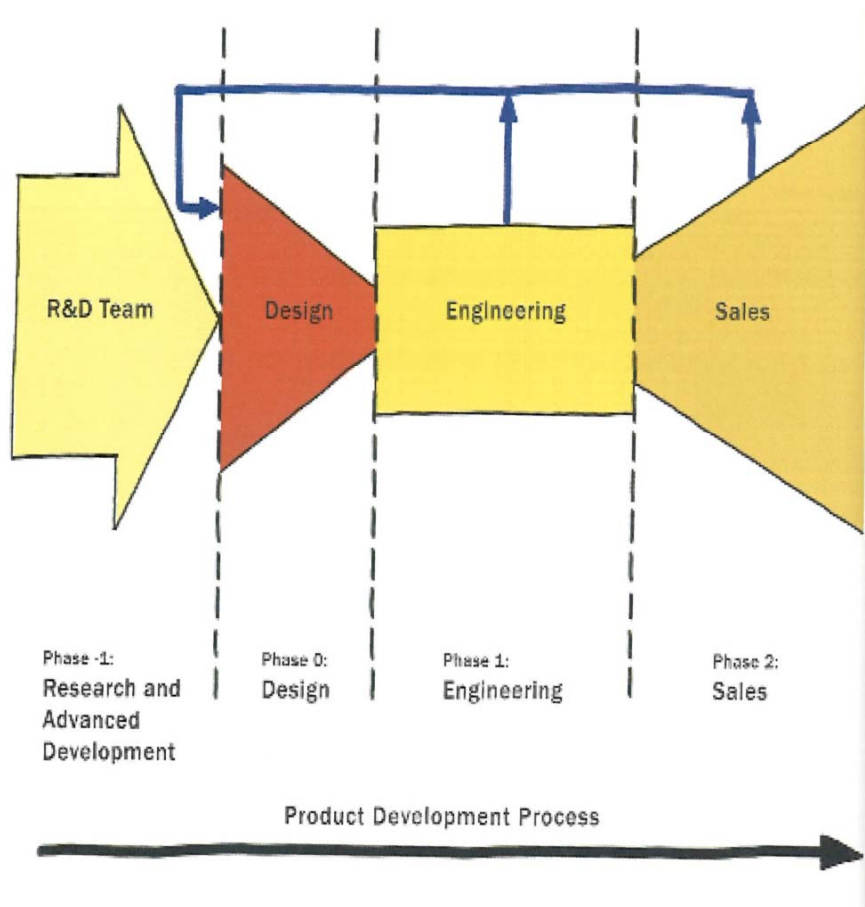 R&D Team
Design
Engineering
Sales
Phase -1:
Research and
Advanced
Development
Phase 0:
Design
Phase 1:
Engineering
Phase 2:
Sales
Product Development Process